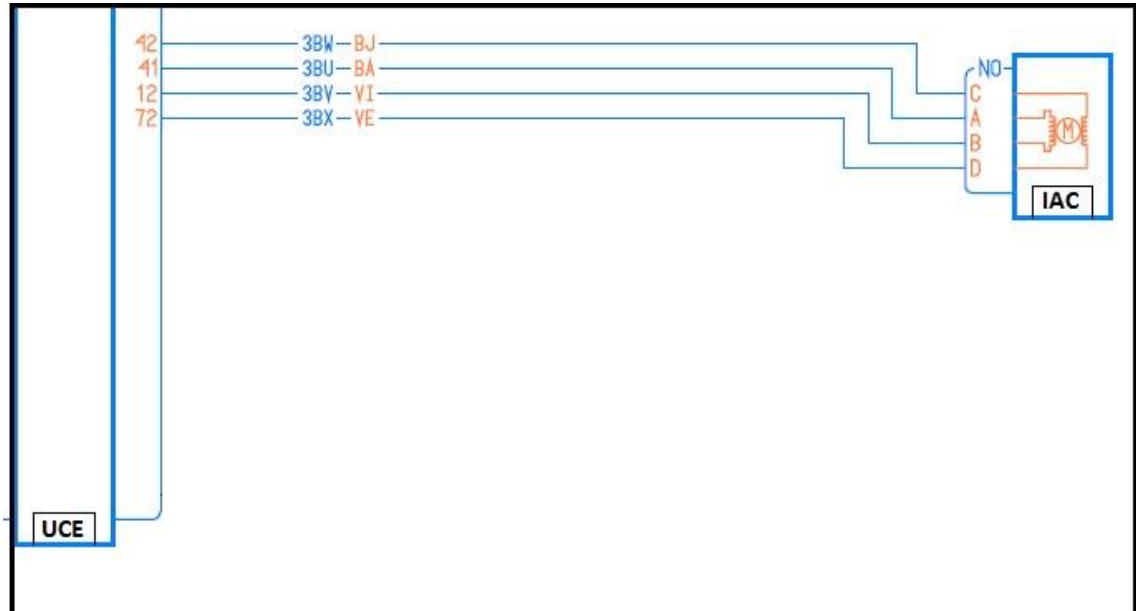 42 3BW BJ
41 3BU BA
12 3BV VI
72 3BX VE
NO
C
A
B
D
M
IAC
UCE